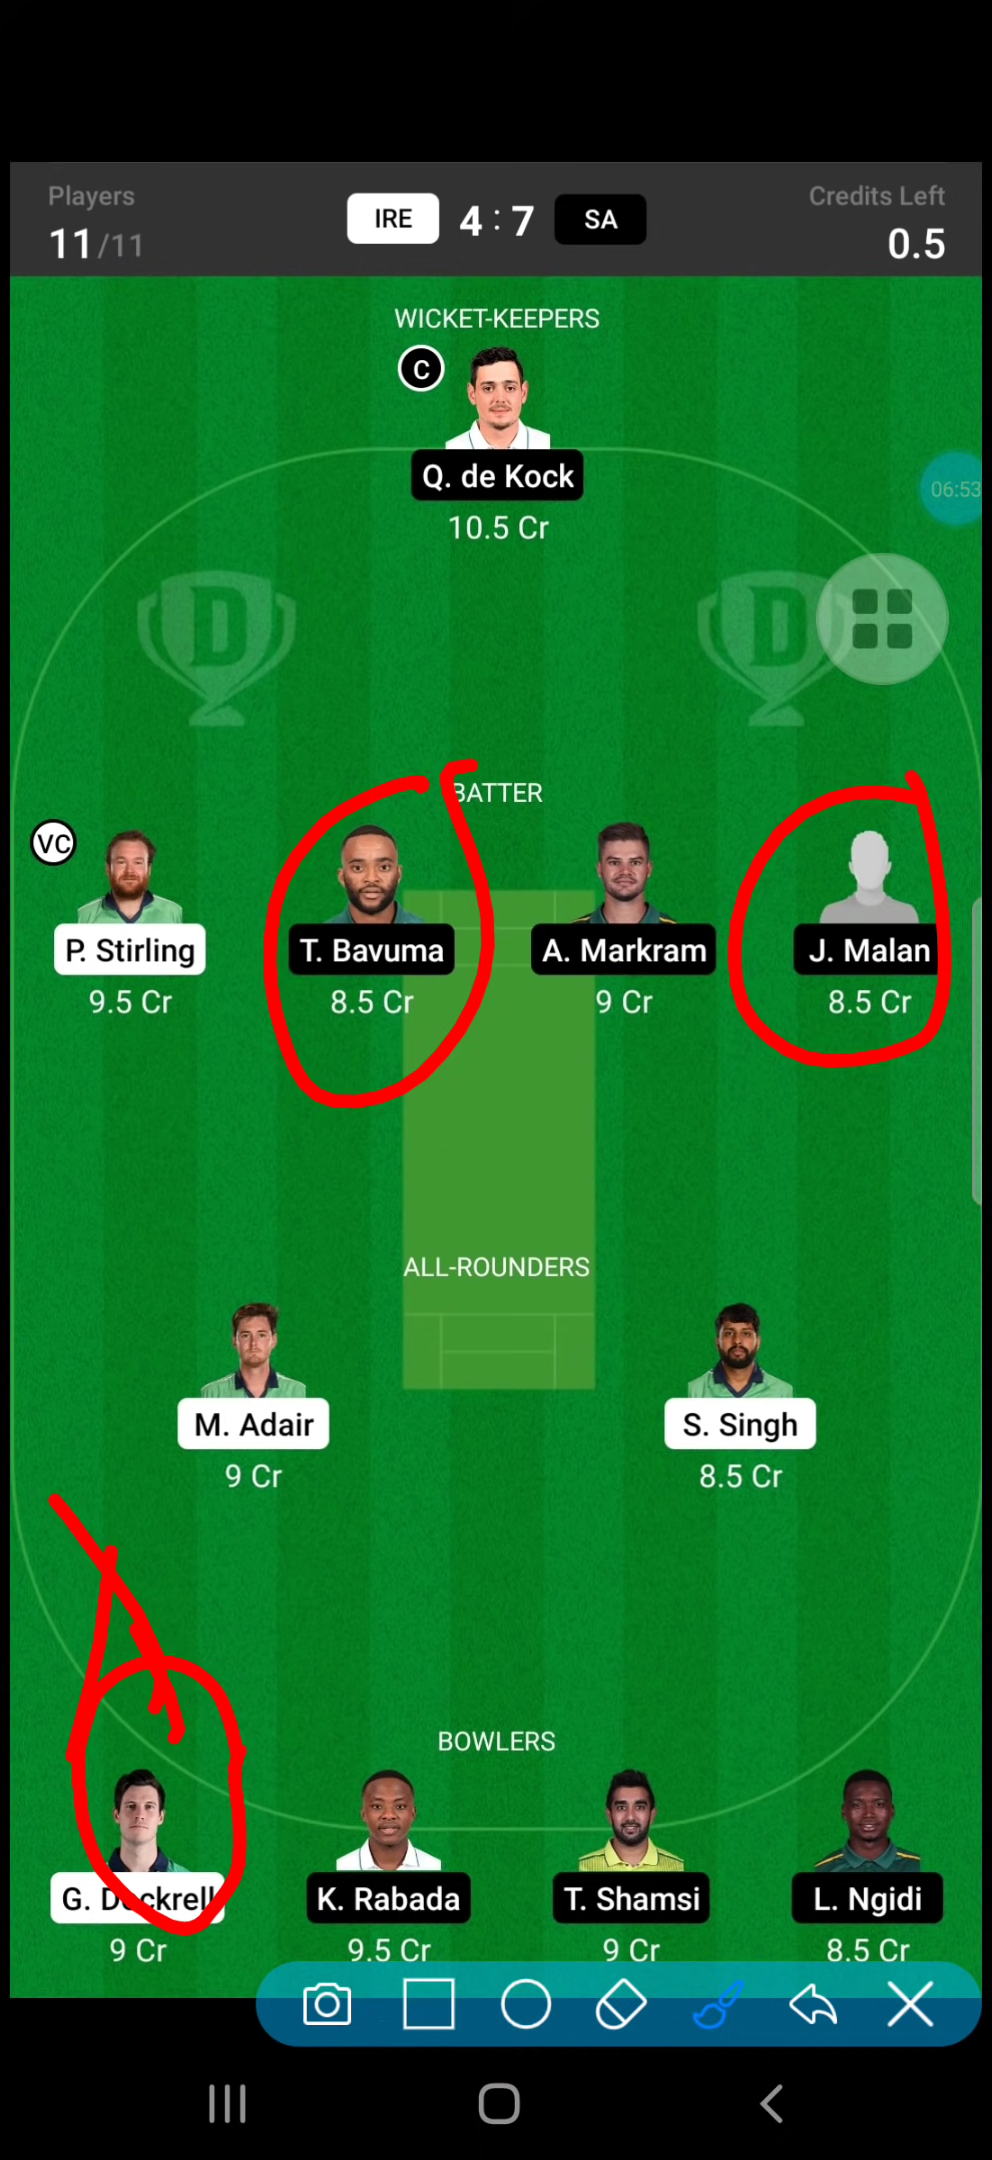 Players
11/11
IRE 4 : 7 SA
Credits Left
0.5
WICKET-KEEPERS
C
Q. de Kock
10.5 Cr
06:53
D D
BATTER
VC
P. Stirling T. Bavuma A. Markram J. Malan
9.5 Cr 8.5 Cr 9 Cr 8.5 Cr
ALL-ROUNDERS
M. Adair S. Singh
9 Cr 8.5 Cr
BOWLERS
G. Dockrell K. Rabada T. Shamsi L. Ngidi
9 Cr 9.5 Cr 9 Cr 8.5 Cr